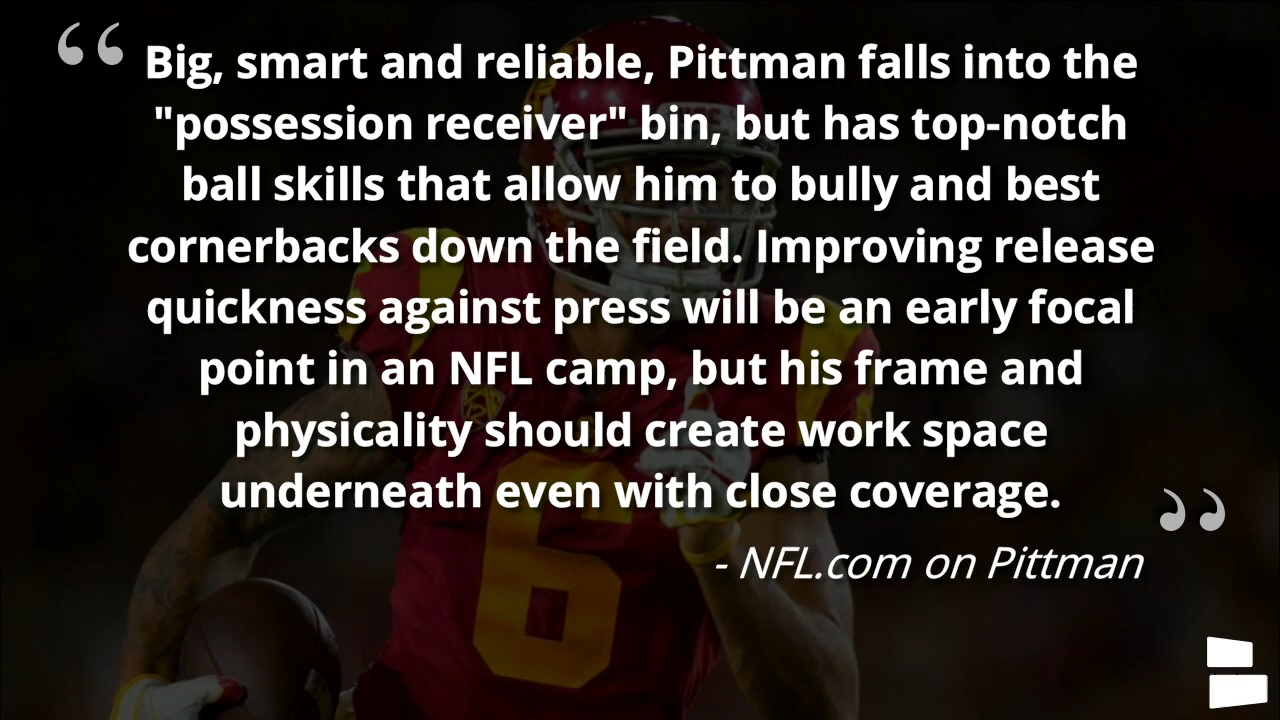 “ Big, smart and reliable, Pittman falls into the
"possession receiver" bin, but has top-notch
ball skills that allow him to bully and best
cornerbacks down the field. Improving release
quickness against press will be an early focal
point in an NFL camp, but his frame and
physicality should create work space
underneath even with close coverage. ”
- NFL.com on Pittman
6